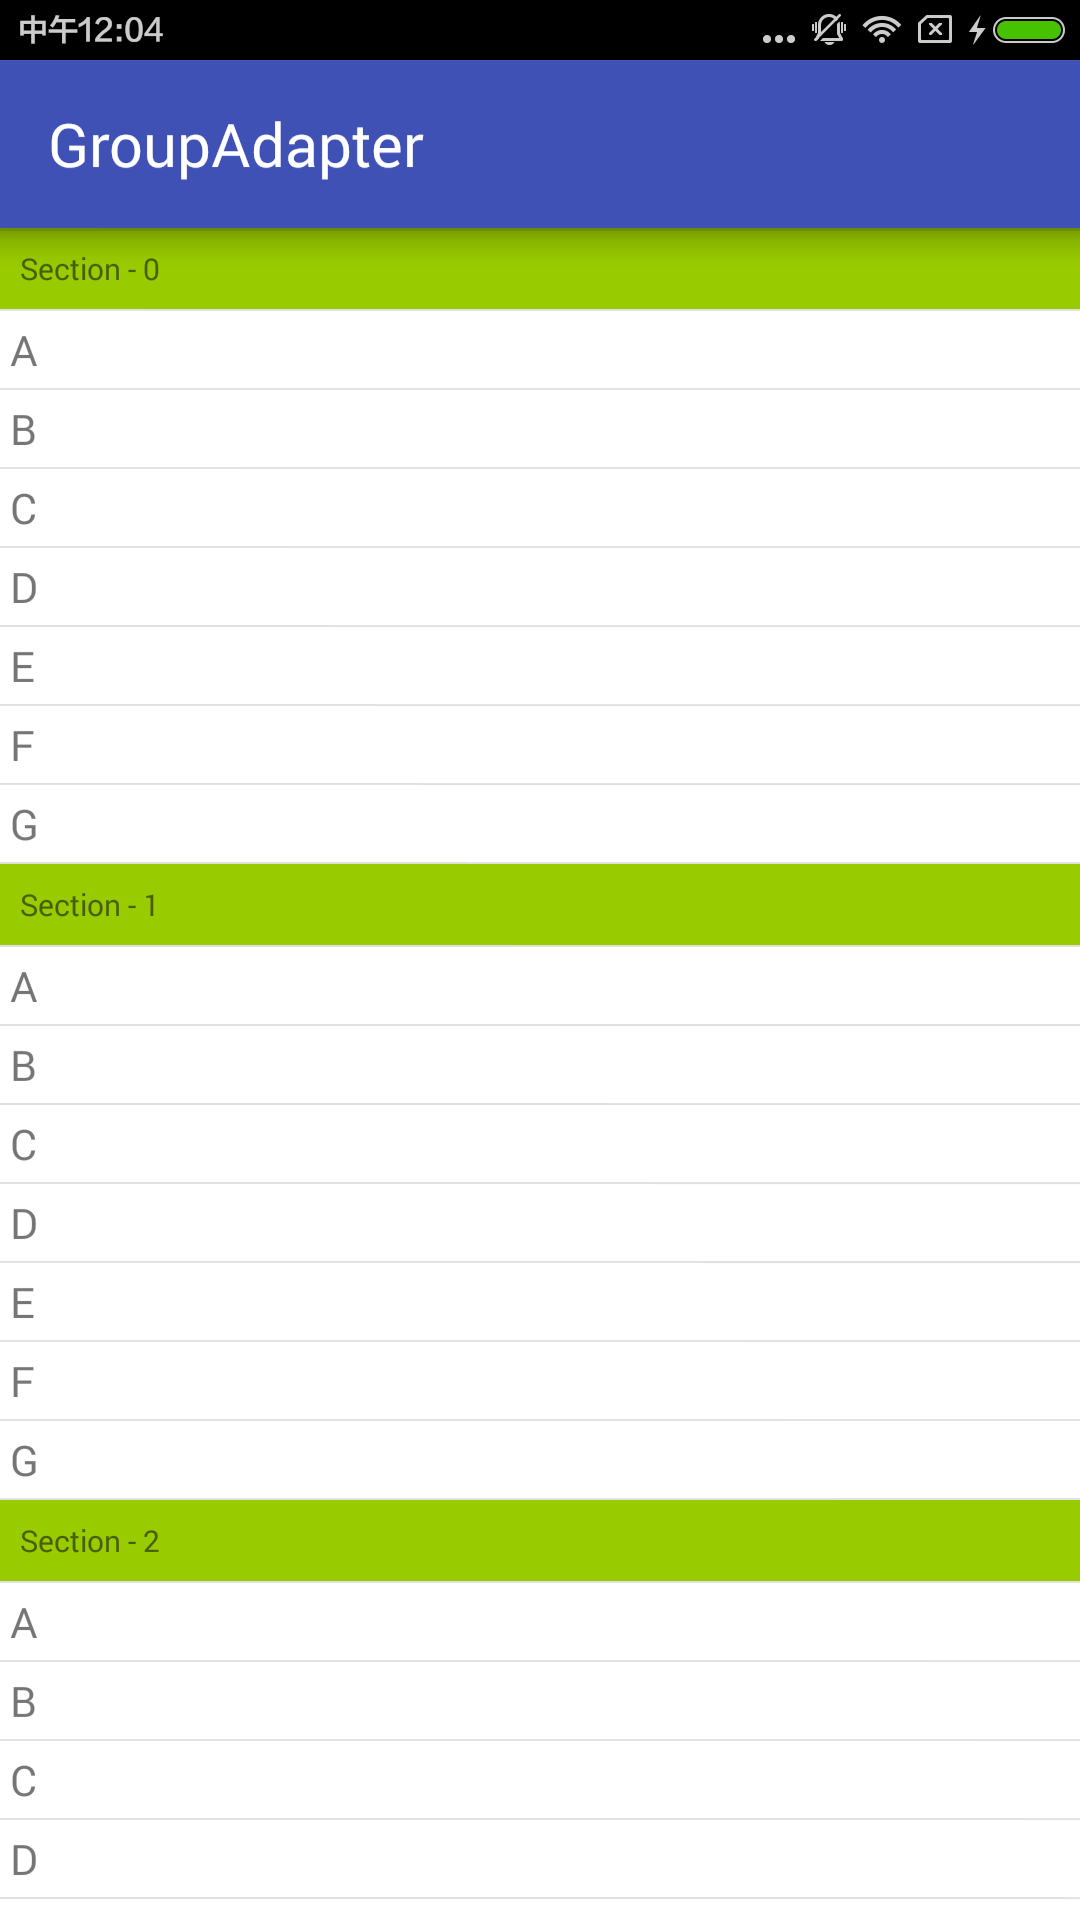 中午12:04
GroupAdapter
Section - 0
A
B
C
D
E
F
G
Section - 1
A
B
C
D
E
F
G
Section - 2
A
B
C
D